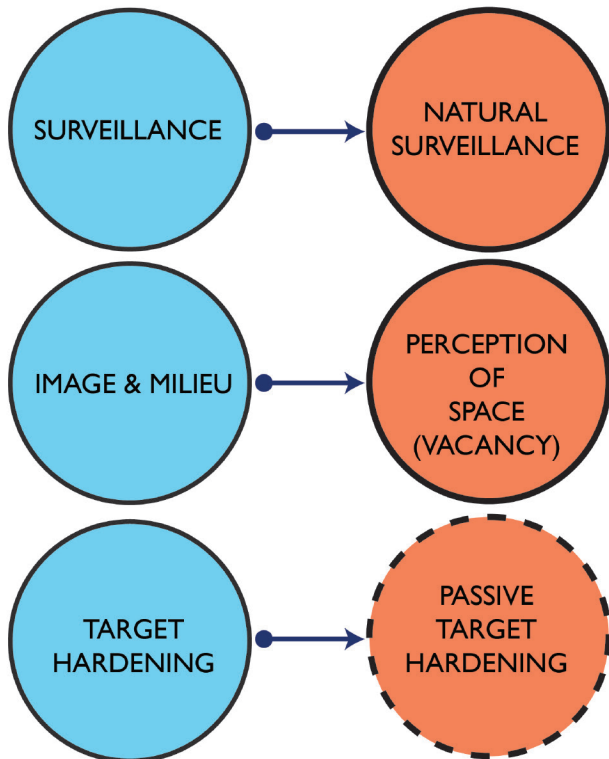 SURVEILLANCE
NATURAL
SURVEILLANCE
IMAGE & MILIEU
PERCEPTION
OF
SPACE
(VACANCY)
TARGET
HARDENING
PASSIVE
TARGET
HARDENING